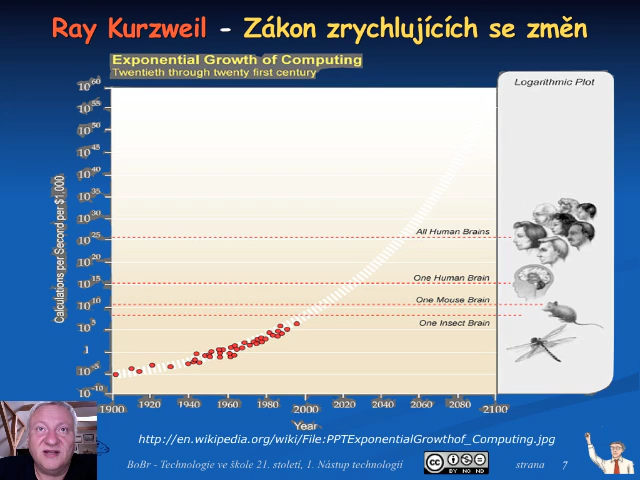 Ray Kurzweil - Zákon zrychlujících se změn
Exponential Growth of Computing
Twentieth through twenty first century
Logarithmic Plot
10^60
10^55
10^50
10^45
10^40
10^35
10^30
10^25
10^20
10^15
10^10
10^5
1
10^-5
10^-10
Calculations per Second per $1,000
All Human Brains
One Human Brain
One Mouse Brain
One Insect Brain
1900 1920 1940 1960 1980 2000 2020 2040 2060 2080 2100
Year
http://en.wikipedia.org/wiki/File:PPTExponentialGrowthof_Computing.jpg
BoBr - Technologie ve škole 21. století, 1. Nástup technologií
cc
BY NO ND
strana 7